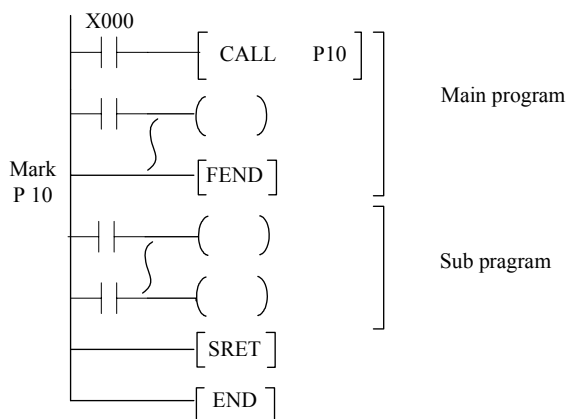 X000
CALL P10
Main program
FEND
Mark
P 10
Sub pragram
SRET
END